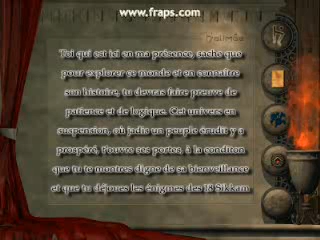 www.fraps.com
Toi qui est ici en ma présence, sache que
pour explorer ce monde et en connaître
son histoire, tu devras faire preuve de
patience et de logique. Cet univers en
suspension, où jadis un peuple érudit y a
prospéré, t'ouvre ses portes, à la conditon
que tu te montres digne de sa bienveillance
et que tu déjoues les énigmes des 18 Sikkam